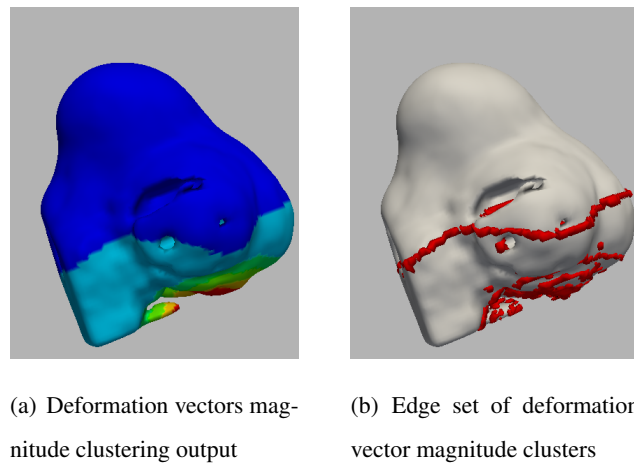 (a) Deformation vectors mag-
nitude clustering output
(b) Edge set of deformation
vector magnitude clusters